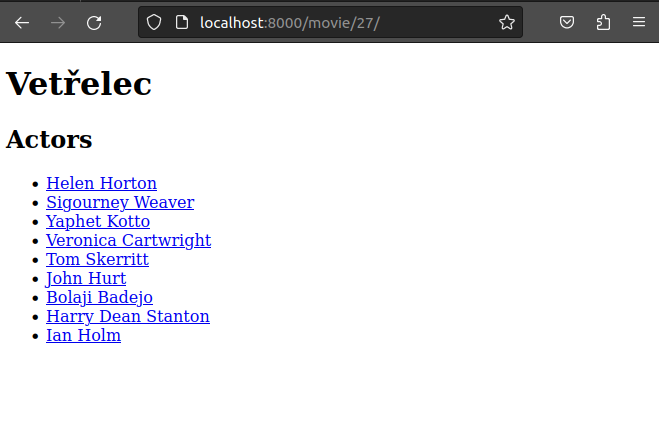 localhost:8000/movie/27/
Vetřelec
Actors
Helen Horton
Sigourney Weaver
Yaphet Kotto
Veronica Cartwright
Tom Skerritt
John Hurt
Bolaji Badejo
Harry Dean Stanton
Ian Holm